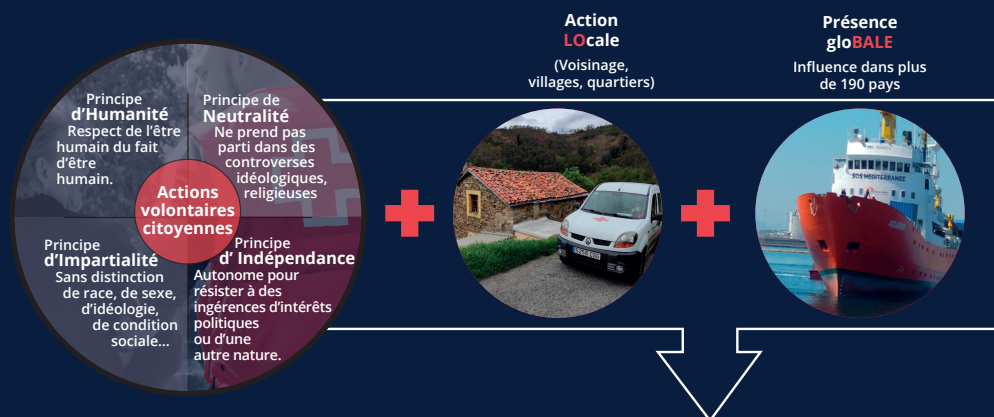 Action
LOcale
(Voisinage,
villages, quartiers)
Présence
gloBALE
Influence dans plus
de 190 pays
Principe
d’Humanité
Respect de l’être
humain du fait
d’être
humain.
Principe de
Neutralité
Ne prend pas
parti dans des
controverses
idéologiques,
religieuses
Actions
volontaires
citoyennes
Principe
d’Impartialité
Sans distinction
de race, de sexe,
d’idéologie,
de condition
sociale...
Principe
d’ Indépendance
Autonome pour
résister à des
ingérences d’intérêts
politiques
ou d’une
autre nature.
SOS MEDITERRANEE